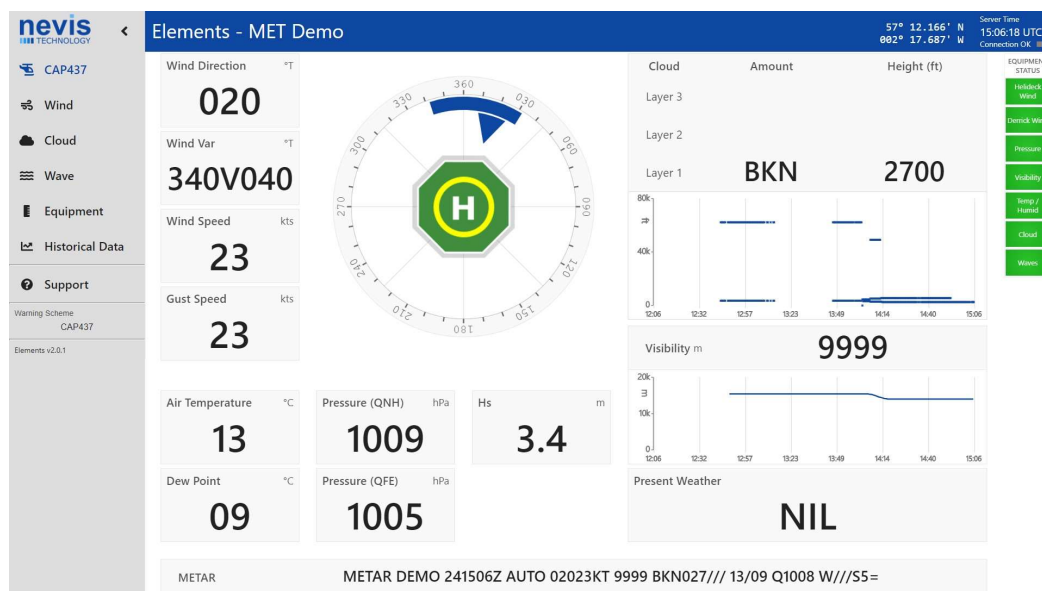 nevis
TECHNOLOGY
Elements - MET Demo
57° 12.166' N
002° 17.687' W
Server Time
15:06:18 UTC
Connection OK
CAP437
Wind
Cloud
Wave
Equipment
Historical Data
Support
Warning Scheme
CAP437
Elements v2.0.1
Wind Direction °T
020
Wind Var °T
340V040
Wind Speed kts
23
Gust Speed kts
23
360
030
060
090
120
150
180
210
240
270
300
330
H
Cloud Amount Height (ft)
Layer 3
Layer 2
Layer 1 BKN 2700
80k
ft
40k
0
12:06 12:32 12:57 13:23 13:49 14:14 14:40 15:06
Visibility m 9999
20k
m
10k
0
12:06 12:32 12:57 13:23 13:49 14:14 14:40 15:06
Air Temperature °C
13
Pressure (QNH) hPa
1009
Hs m
3.4
Dew Point °C
09
Pressure (QFE) hPa
1005
Present Weather
NIL
METAR METAR DEMO 241506Z AUTO 02023KT 9999 BKN027/// 13/09 Q1008 W///S5=
EQUIPMEN
STATUS
Helideck
Wind
Derrick Win
Pressure
Visibility
Temp /
Humid
Cloud
Waves